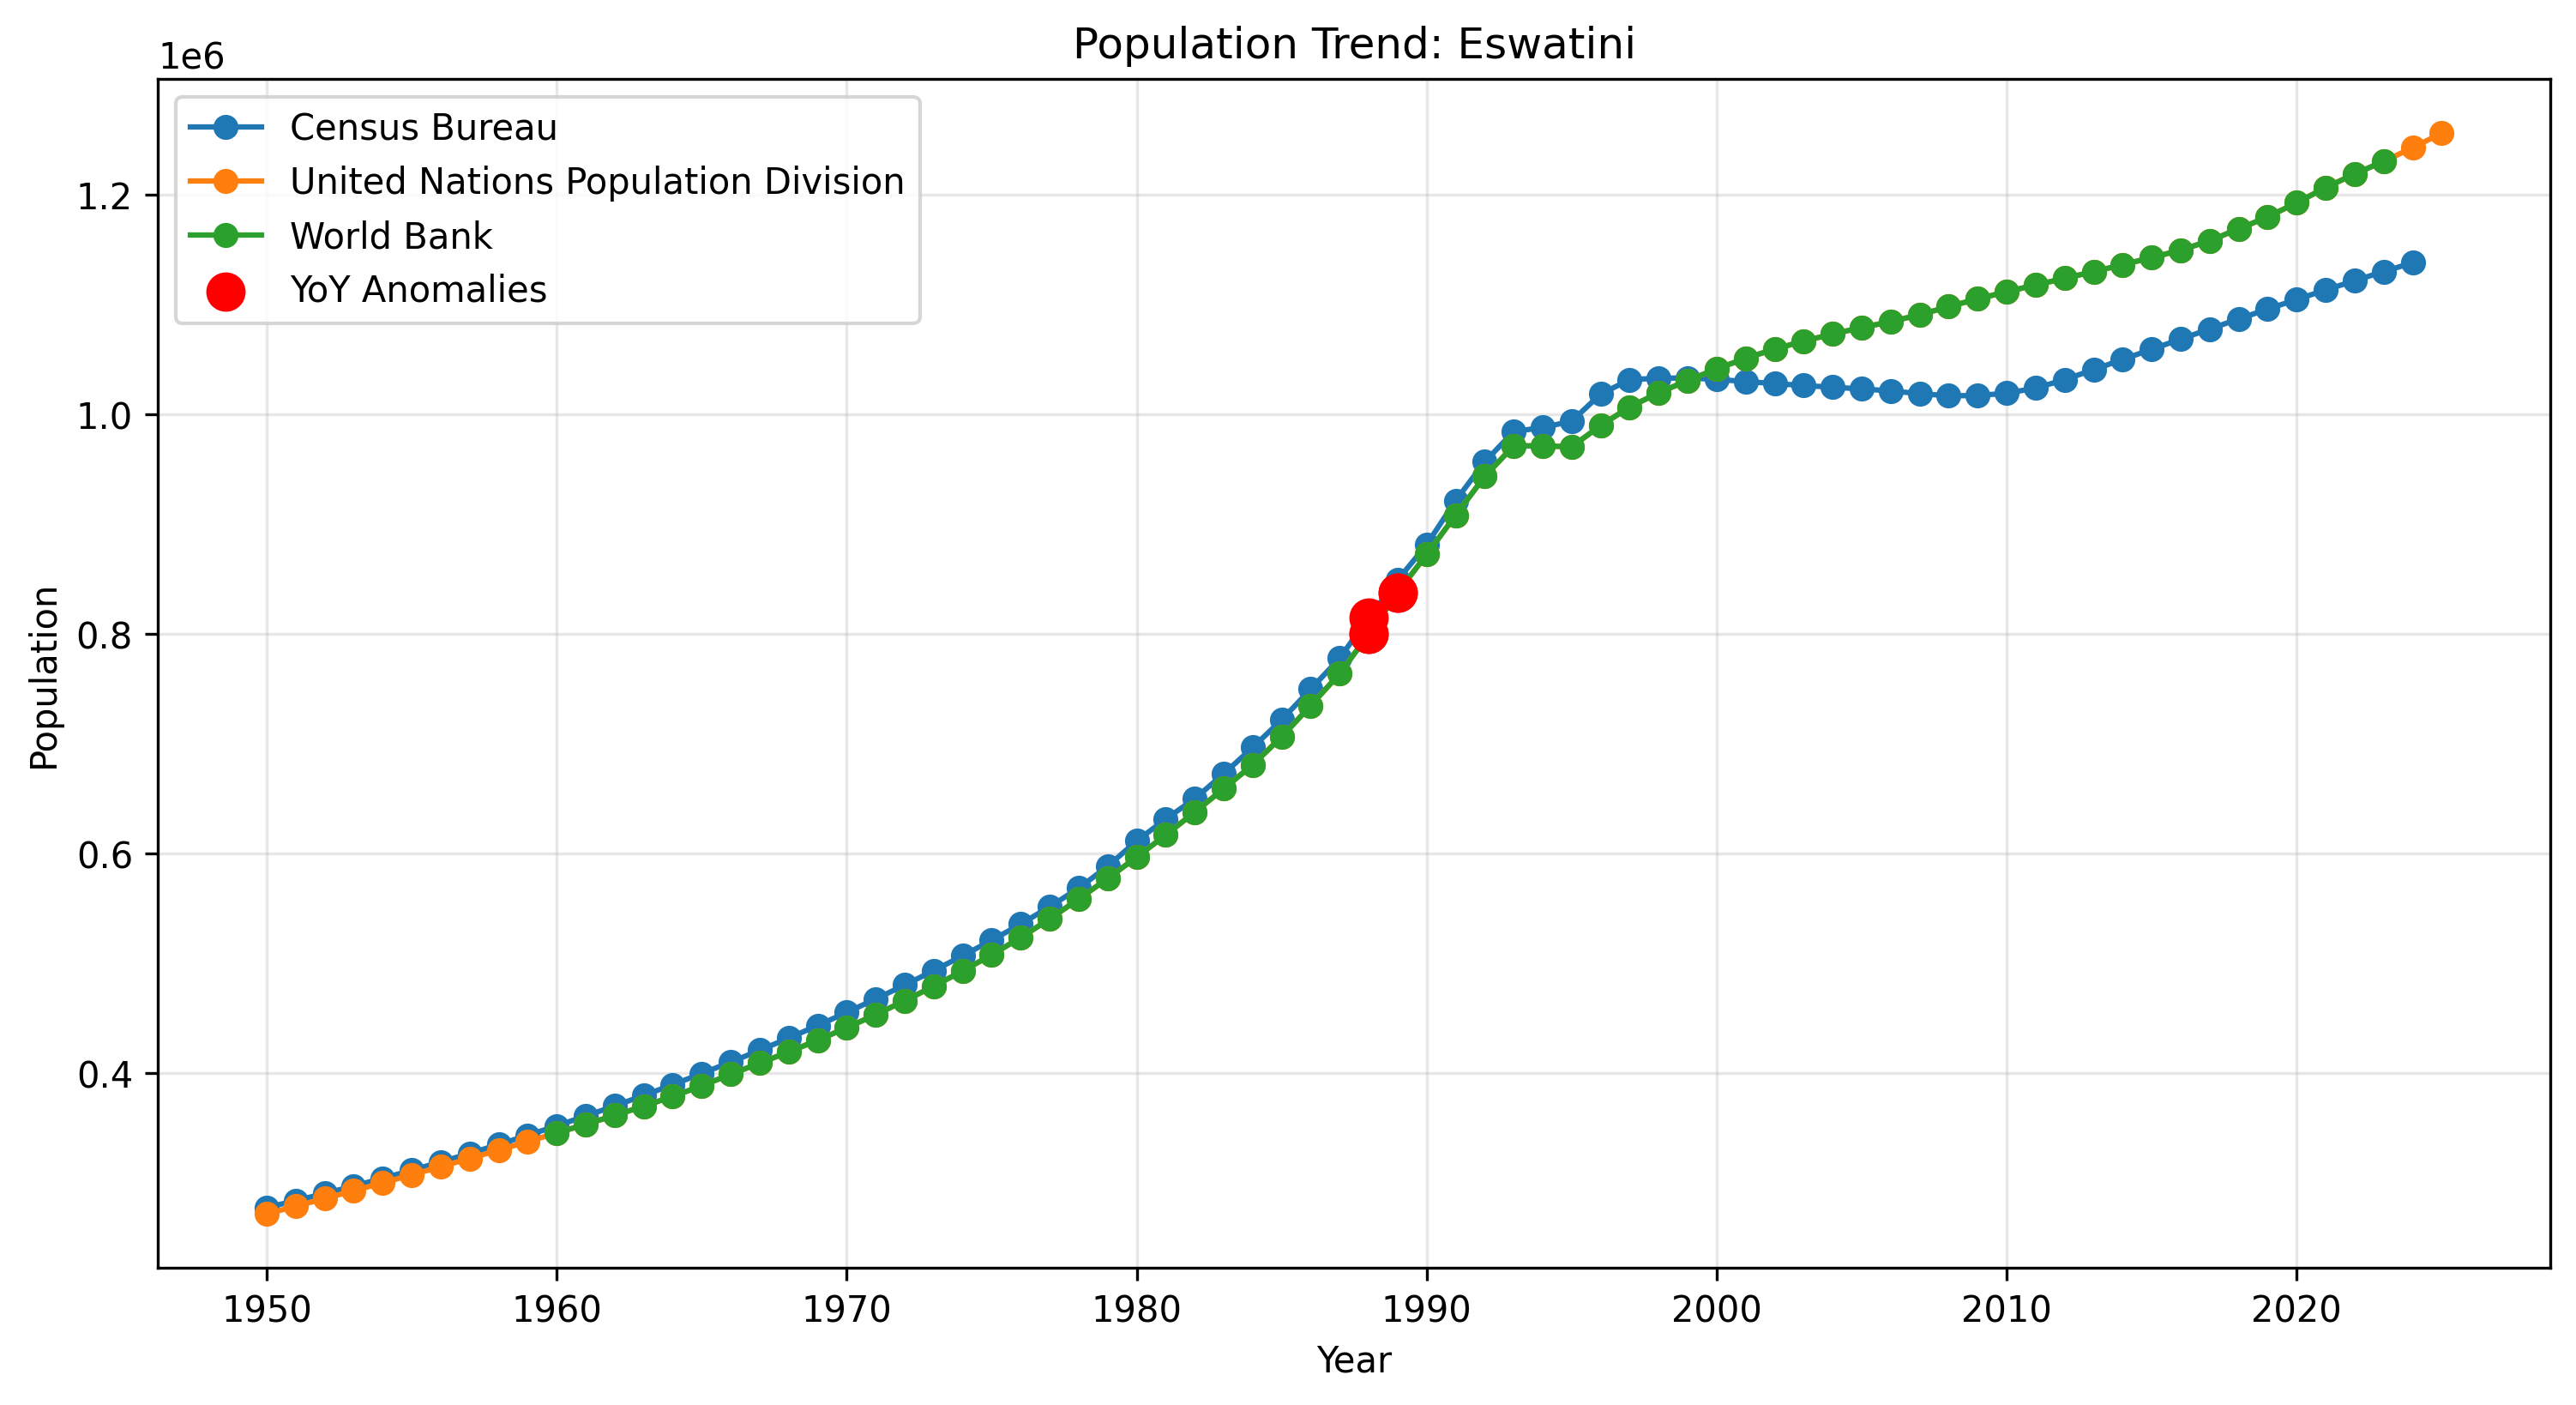 Population Trend: Eswatini
1e6
Census Bureau
United Nations Population Division
World Bank
YoY Anomalies
1.2
1.0
0.8
0.6
0.4
Population
1950 1960 1970 1980 1990 2000 2010 2020
Year